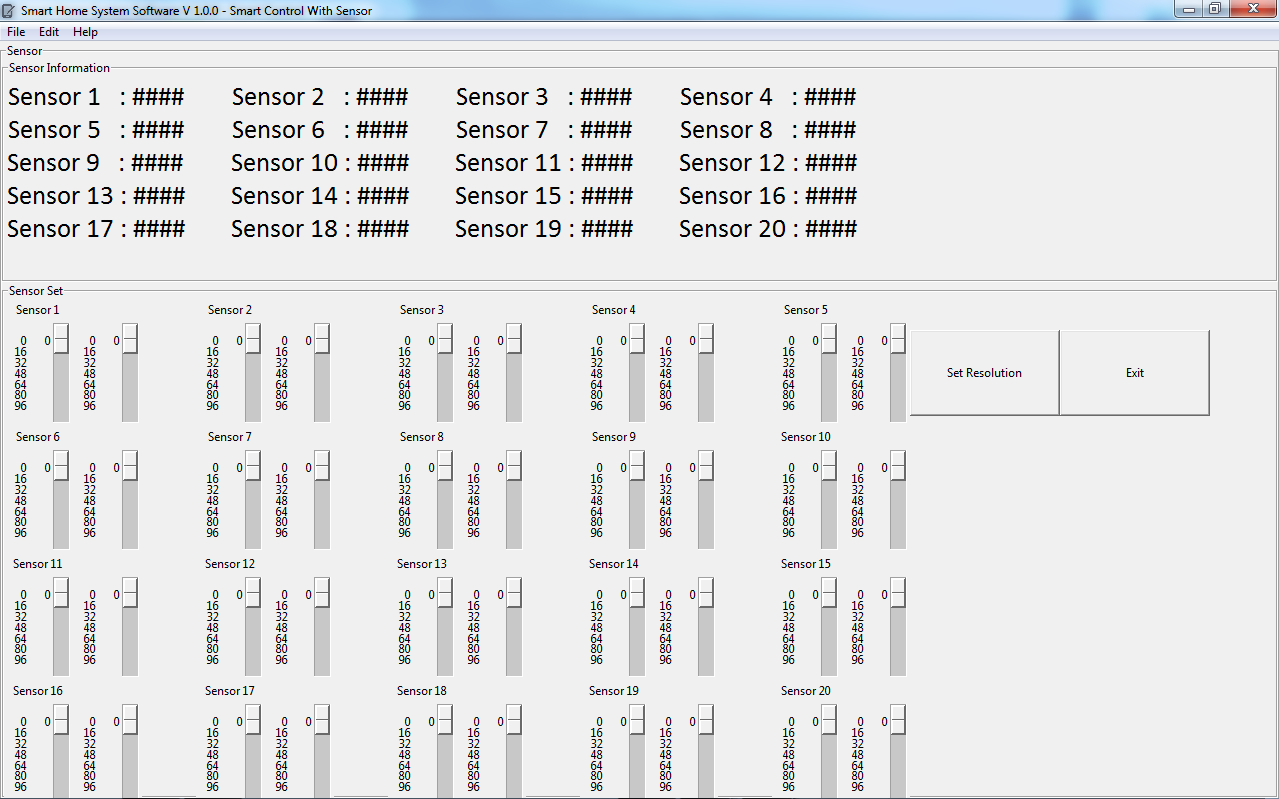 Smart Home System Software V 1.0.0 - Smart Control With Sensor
File Edit Help
Sensor
Sensor Information
Sensor 1 : #### Sensor 2 : #### Sensor 3 : #### Sensor 4 : ####
Sensor 5 : #### Sensor 6 : #### Sensor 7 : #### Sensor 8 : ####
Sensor 9 : #### Sensor 10 : #### Sensor 11 : #### Sensor 12 : ####
Sensor 13 : #### Sensor 14 : #### Sensor 15 : #### Sensor 16 : ####
Sensor 17 : #### Sensor 18 : #### Sensor 19 : #### Sensor 20 : ####
Sensor Set
Sensor 1 Sensor 2 Sensor 3 Sensor 4 Sensor 5
0 0 0 0 0 0 0 0 0 0 0 0 0 0 0 0 0 0 0 0
16 16 16 16 16 16 16 16 16 16
32 32 32 32 32 32 32 32 32 32
48 48 48 48 48 48 48 48 48 48
64 64 64 64 64 64 64 64 64 64
80 80 80 80 80 80 80 80 80 80
96 96 96 96 96 96 96 96 96 96
Set Resolution Exit
Sensor 6 Sensor 7 Sensor 8 Sensor 9 Sensor 10
0 0 0 0 0 0 0 0 0 0 0 0 0 0 0 0 0 0 0 0
16 16 16 16 16 16 16 16 16 16
32 32 32 32 32 32 32 32 32 32
48 48 48 48 48 48 48 48 48 48
64 64 64 64 64 64 64 64 64 64
80 80 80 80 80 80 80 80 80 80
96 96 96 96 96 96 96 96 96 96
Sensor 11 Sensor 12 Sensor 13 Sensor 14 Sensor 15
0 0 0 0 0 0 0 0 0 0 0 0 0 0 0 0 0 0 0 0
16 16 16 16 16 16 16 16 16 16
32 32 32 32 32 32 32 32 32 32
48 48 48 48 48 48 48 48 48 48
64 64 64 64 64 64 64 64 64 64
80 80 80 80 80 80 80 80 80 80
96 96 96 96 96 96 96 96 96 96
Sensor 16 Sensor 17 Sensor 18 Sensor 19 Sensor 20
0 0 0 0 0 0 0 0 0 0 0 0 0 0 0 0 0 0 0 0
16 16 16 16 16 16 16 16 16 16
32 32 32 32 32 32 32 32 32 32
48 48 48 48 48 48 48 48 48 48
64 64 64 64 64 64 64 64 64 64
80 80 80 80 80 80 80 80 80 80
96 96 96 96 96 96 96 96 96 96